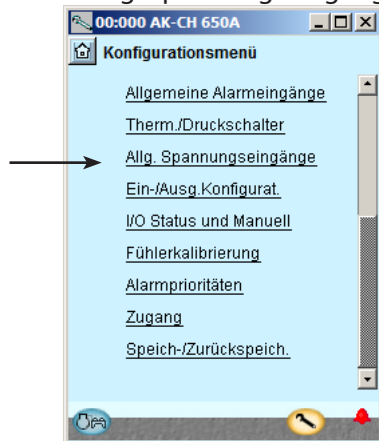 00:000 AK-CH 650A
Konfigurationsmenü
Allgemeine Alarmeingänge
Therm./Druckschalter
Allg. Spannungseingänge
Ein-/Ausg.Konfigurat.
I/O Status und Manuell
Fühlerkalibrierung
Alarmprioritäten
Zugang
Speich-/Zurückspeich.